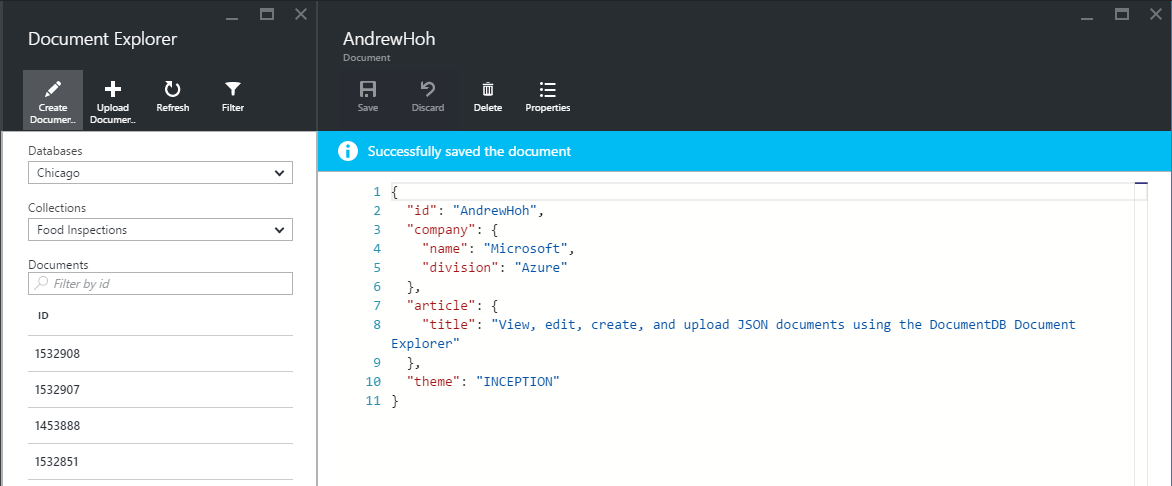 Document Explorer
Create Documer..
Upload Documer..
Refresh
Filter
Databases
Chicago
Collections
Food Inspections
Documents
Filter by id
ID
1532908
1532907
1453888
1532851
AndrewHoh
Document
Save
Discard
Delete
Properties
Successfully saved the document
1 {
2 "id": "AndrewHoh",
3 "company": {
4 "name": "Microsoft",
5 "division": "Azure"
6 },
7 "article": {
8 "title": "View, edit, create, and upload JSON documents using the DocumentDB Document
Explorer"
9 },
10 "theme": "INCEPTION"
11 }